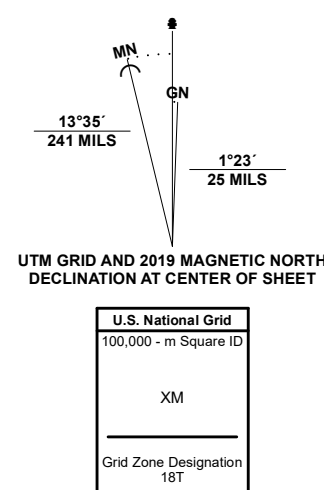 MN
GN
13°35´
241 MILS
1°23´
25 MILS
UTM GRID AND 2019 MAGNETIC NORTH
DECLINATION AT CENTER OF SHEET
U.S. National Grid
100,000 - m Square ID
XM
Grid Zone Designation
18T